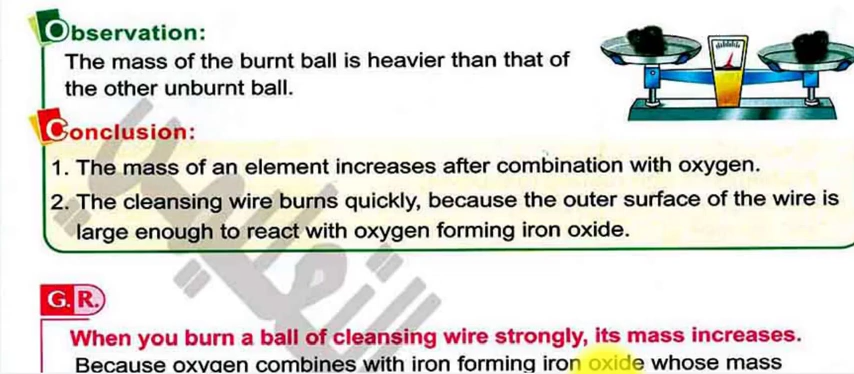 Observation:
The mass of the burnt ball is heavier than that of
the other unburnt ball.
Conclusion:
1. The mass of an element increases after combination with oxygen.
2. The cleansing wire burns quickly, because the outer surface of the wire is
large enough to react with oxygen forming iron oxide.
G. R.
When you burn a ball of cleansing wire strongly, its mass increases.
Because oxygen combines with iron forming iron oxide whose mass